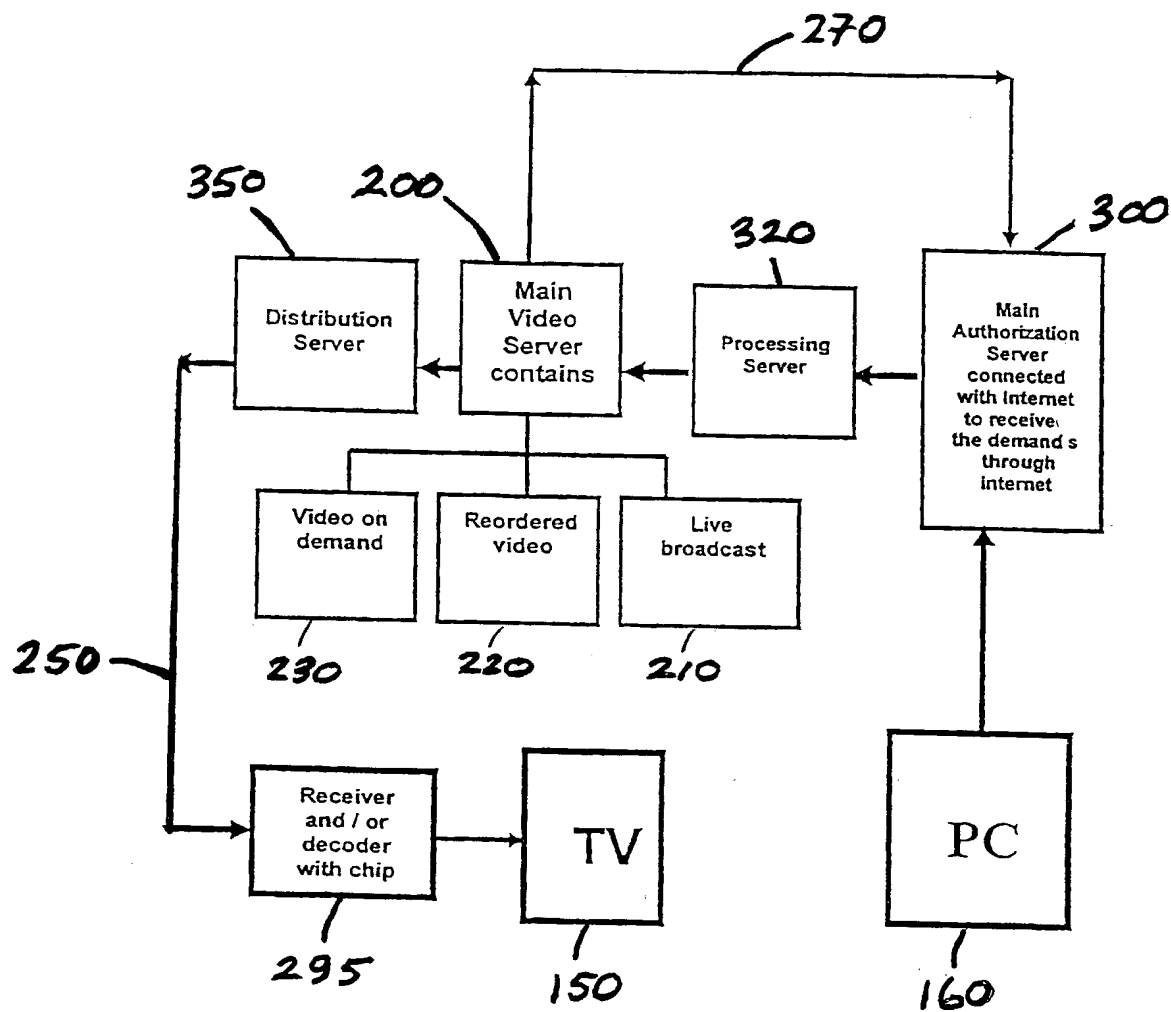 270
350
200
320
300
Distribution
Server
Main
Video
Server
contains
Processing
Server
Main
Authorization
Server
connected
with Internet
to receive
the demand s
through
internet
Video on
demand
Reordered
video
Live
broadcast
250
230
220
210
Receiver
and / or
decoder
with chip
TV
PC
295
150
160